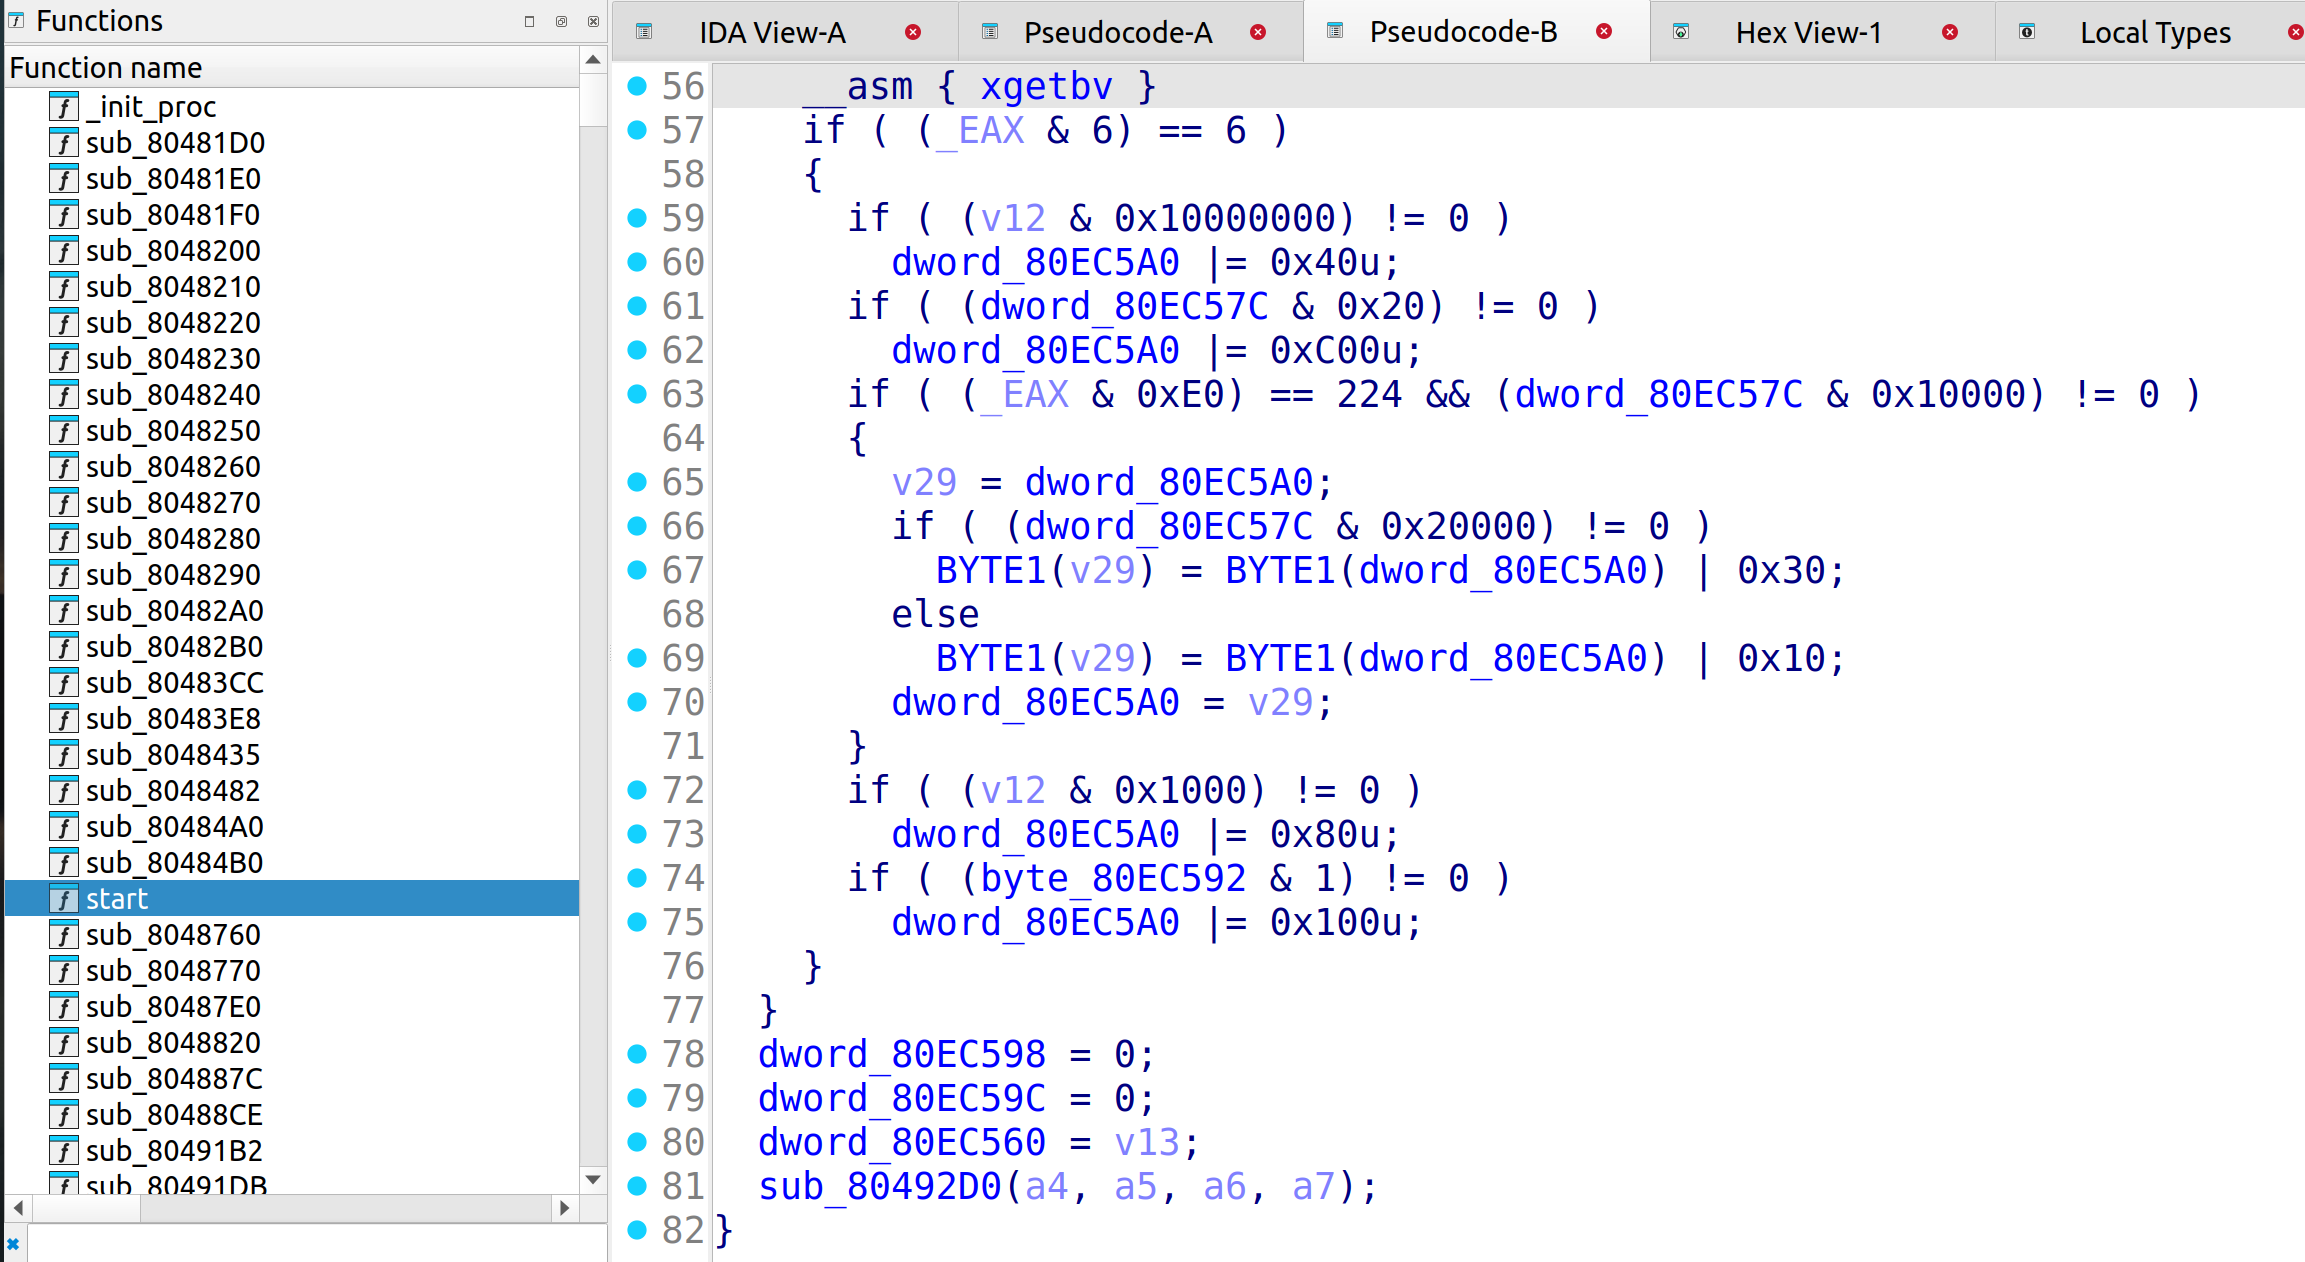 Functions
Function name
_init_proc
sub_80481D0
sub_80481E0
sub_80481F0
sub_8048200
sub_8048210
sub_8048220
sub_8048230
sub_8048240
sub_8048250
sub_8048260
sub_8048270
sub_8048280
sub_8048290
sub_80482A0
sub_80482B0
sub_80483CC
sub_80483E8
sub_8048435
sub_8048482
sub_80484A0
sub_80484B0
start
sub_8048760
sub_8048770
sub_80487E0
sub_8048820
sub_804887C
sub_80488CE
sub_80491B2
sub_80491DB
IDA View-A
Pseudocode-A
Pseudocode-B
Hex View-1
Local Types
56     __asm { xgetbv }
57     if ( (_EAX & 6) == 6 )
58     {
59       if ( (v12 & 0x10000000) != 0 )
60         dword_80EC5A0 |= 0x40u;
61       if ( (dword_80EC57C & 0x20) != 0 )
62         dword_80EC5A0 |= 0xC00u;
63       if ( (_EAX & 0xE0) == 224 && (dword_80EC57C & 0x10000) != 0 )
64       {
65         v29 = dword_80EC5A0;
66         if ( (dword_80EC57C & 0x20000) != 0 )
67           BYTE1(v29) = BYTE1(dword_80EC5A0) | 0x30;
68         else
69           BYTE1(v29) = BYTE1(dword_80EC5A0) | 0x10;
70         dword_80EC5A0 = v29;
71       }
72       if ( (v12 & 0x1000) != 0 )
73         dword_80EC5A0 |= 0x80u;
74       if ( (byte_80EC592 & 1) != 0 )
75         dword_80EC5A0 |= 0x100u;
76     }
77   }
78   dword_80EC598 = 0;
79   dword_80EC59C = 0;
80   dword_80EC560 = v13;
81   sub_80492D0(a4, a5, a6, a7);
82 }